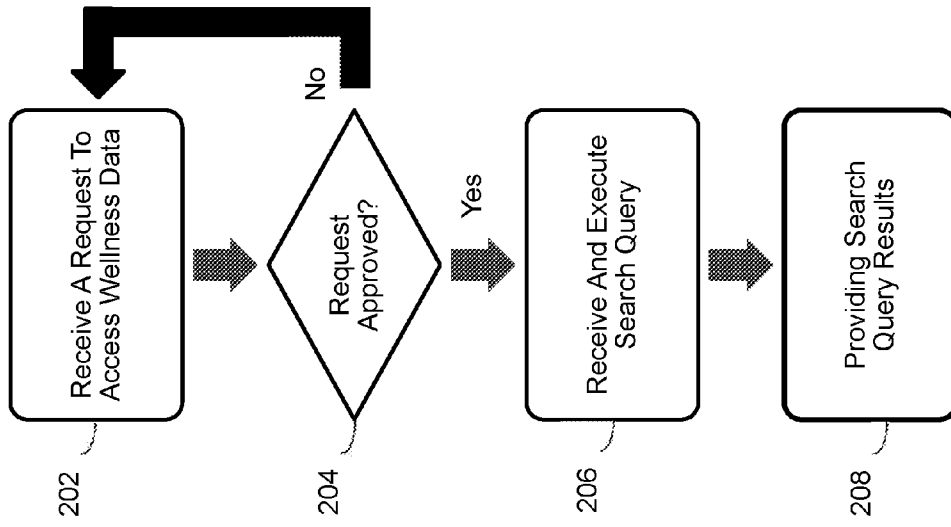 202
Receive A Request To
Access Wellness Data
No
204
Request
Approved?
Yes
206
Receive And Execute
Search Query
208
Providing Search
Query Results